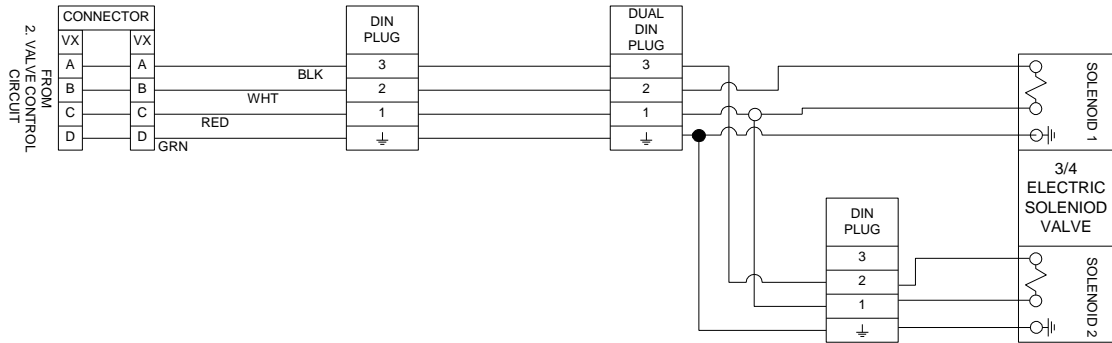 FROM
2. VALVE CONTROL
CIRCUIT
CONNECTOR
VX
A
B
C
D
VX
A
B
C
D
BLK
WHT
RED
GRN
DIN
PLUG
3
2
1
DUAL
DIN
PLUG
3
2
1
DIN
PLUG
3
2
1
SOLENOID 1
3/4
ELECTRIC
SOLENIOD
VALVE
SOLENOID 2